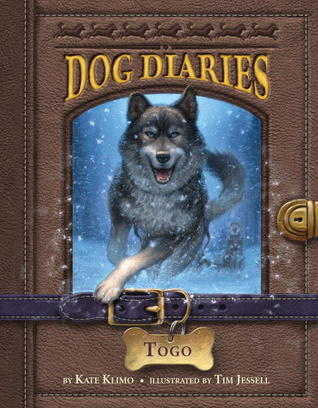 DOG DIARIES
TOGO
BY KATE KLIMO • ILLUSTRATED BY TIM JESSELL